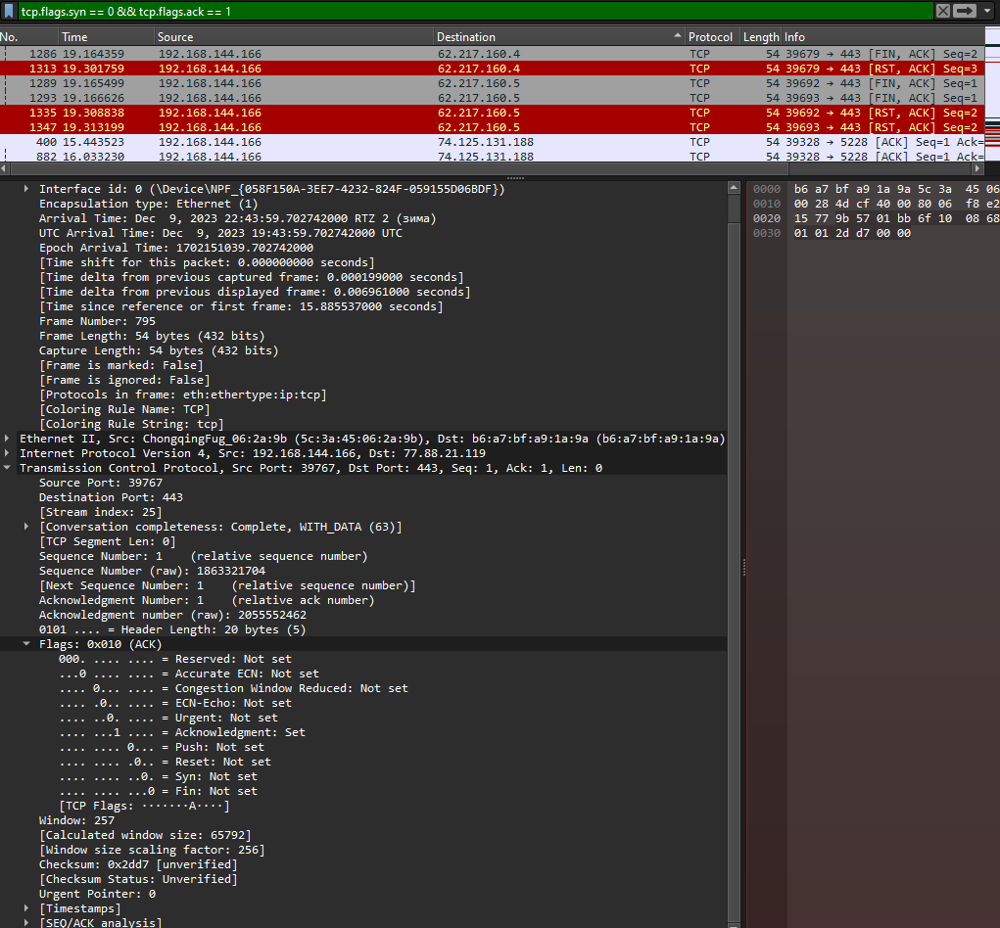 tcp.flags.syn == 0 && tcp.flags.ack == 1
No. Time Source Destination Protocol Length Info
1286 19.164359 192.168.144.166 62.217.160.4 TCP 54 39679 → 443 [FIN, ACK] Seq=2
1313 19.301759 192.168.144.166 62.217.160.4 TCP 54 39679 → 443 [RST, ACK] Seq=3
1289 19.165499 192.168.144.166 62.217.160.5 TCP 54 39692 → 443 [FIN, ACK] Seq=1
1293 19.166626 192.168.144.166 62.217.160.5 TCP 54 39693 → 443 [FIN, ACK] Seq=1
1335 19.308838 192.168.144.166 62.217.160.5 TCP 54 39692 → 443 [RST, ACK] Seq=2
1347 19.313199 192.168.144.166 62.217.160.5 TCP 54 39693 → 443 [RST, ACK] Seq=2
400 15.443523 192.168.144.166 74.125.131.188 TCP 54 39328 → 5228 [ACK] Seq=1 Ack=
882 16.033230 192.168.144.166 74.125.131.188 TCP 54 39328 → 5228 [ACK] Seq=1 Ack=
Interface id: 0 (\Device\NPF_{058F150A-3EE7-4232-824F-059155D06BDF})
Encapsulation type: Ethernet (1)
Arrival Time: Dec  9, 2023 22:43:59.702742000 RTZ 2 (зима)
UTC Arrival Time: Dec  9, 2023 19:43:59.702742000 UTC
Epoch Arrival Time: 1702151039.702742000
[Time shift for this packet: 0.000000000 seconds]
[Time delta from previous captured frame: 0.000199000 seconds]
[Time delta from previous displayed frame: 0.006961000 seconds]
[Time since reference or first frame: 15.885537000 seconds]
Frame Number: 795
Frame Length: 54 bytes (432 bits)
Capture Length: 54 bytes (432 bits)
[Frame is marked: False]
[Frame is ignored: False]
[Protocols in frame: eth:ethertype:ip:tcp]
[Coloring Rule Name: TCP]
[Coloring Rule String: tcp]
Ethernet II, Src: ChongqingFug_06:2a:9b (5c:3a:45:06:2a:9b), Dst: b6:a7:bf:a9:1a:9a (b6:a7:bf:a9:1a:9a)
Internet Protocol Version 4, Src: 192.168.144.166, Dst: 77.88.21.119
Transmission Control Protocol, Src Port: 39767, Dst Port: 443, Seq: 1, Ack: 1, Len: 0
Source Port: 39767
Destination Port: 443
[Stream index: 25]
[Conversation completeness: Complete, WITH_DATA (63)]
[TCP Segment Len: 0]
Sequence Number: 1    (relative sequence number)
Sequence Number (raw): 1863321704
[Next Sequence Number: 1    (relative sequence number)]
Acknowledgment Number: 1    (relative ack number)
Acknowledgment number (raw): 2055552462
0101 .... = Header Length: 20 bytes (5)
Flags: 0x010 (ACK)
000. .... .... = Reserved: Not set
...0 .... .... = Accurate ECN: Not set
.... 0... .... = Congestion Window Reduced: Not set
.... .0.. .... = ECN-Echo: Not set
.... ..0. .... = Urgent: Not set
.... ...1 .... = Acknowledgment: Set
.... .... 0... = Push: Not set
.... .... .0.. = Reset: Not set
.... .... ..0. = Syn: Not set
.... .... ...0 = Fin: Not set
[TCP Flags: ·······A····]
Window: 257
[Calculated window size: 65792]
[Window size scaling factor: 256]
Checksum: 0x2dd7 [unverified]
[Checksum Status: Unverified]
Urgent Pointer: 0
[Timestamps]
[SEQ/ACK analysis]
0000 b6 a7 bf a9 1a 9a 5c 3a 45 06
0010 00 28 4d cf 40 00 80 06 f8 e2
0020 15 77 9b 57 01 bb 6f 10 08 68
0030 01 01 2d d7 00 00